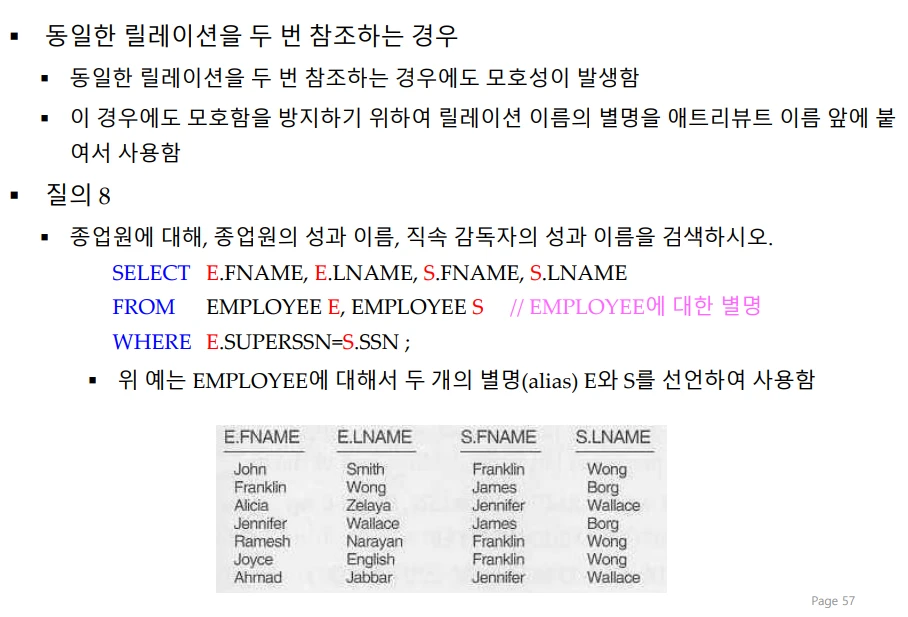 ▪ 동일한 릴레이션을 두 번 참조하는 경우
▪ 동일한 릴레이션을 두 번 참조하는 경우에도 모호성이 발생함
▪ 이 경우에도 모호함을 방지하기 위하여 릴레이션 이름의 별명을 애트리뷰트 이름 앞에 붙
여서 사용함
▪ 질의 8
▪ 종업원에 대해, 종업원의 성과 이름, 직속 감독자의 성과 이름을 검색하시오.
SELECT E.FNAME, E.LNAME, S.FNAME, S.LNAME
FROM EMPLOYEE E, EMPLOYEE S // EMPLOYEE에 대한 별명
WHERE E.SUPERSSN=S.SSN ;
▪ 위 예는 EMPLOYEE에 대해서 두 개의 별명(alias) E와 S를 선언하여 사용함
E.FNAME E.LNAME S.FNAME S.LNAME
John Smith Franklin Wong
Franklin Wong James Borg
Alicia Zelaya Jennifer Wallace
Jennifer Wallace James Borg
Ramesh Narayan Franklin Wong
Joyce English Franklin Wong
Ahmad Jabbar Jennifer Wallace
Page 57